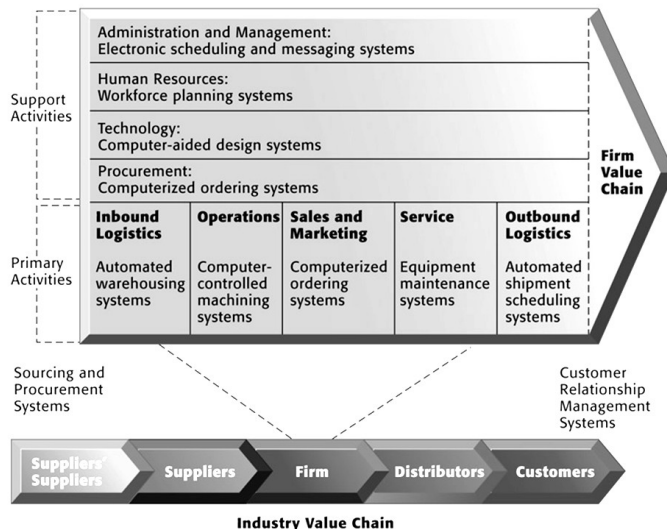 Administration and Management:
Electronic scheduling and messaging systems
Human Resources:
Workforce planning systems
Technology:
Computer-aided design systems
Procurement:
Computerized ordering systems
Support
Activities
Firm
Value
Chain
Inbound
Logistics
Automated
warehousing
systems
Operations
Computer-
controlled
machining
systems
Sales and
Marketing
Computerized
ordering
systems
Service
Equipment
maintenance
systems
Outbound
Logistics
Automated
shipment
scheduling
systems
Primary
Activities
Sourcing and
Procurement
Systems
Customer
Relationship
Management
Systems
Suppliers'
Suppliers
Suppliers
Firm
Distributors
Customers
Industry Value Chain